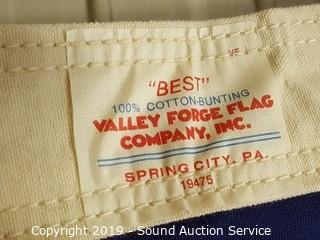 "BEST"
100% COTTON-BUNTING
VALLEY FORGE FLAG
COMPANY, INC.
SPRING CITY, PA.
19475
Copyright 2019 - Sound Auction Service